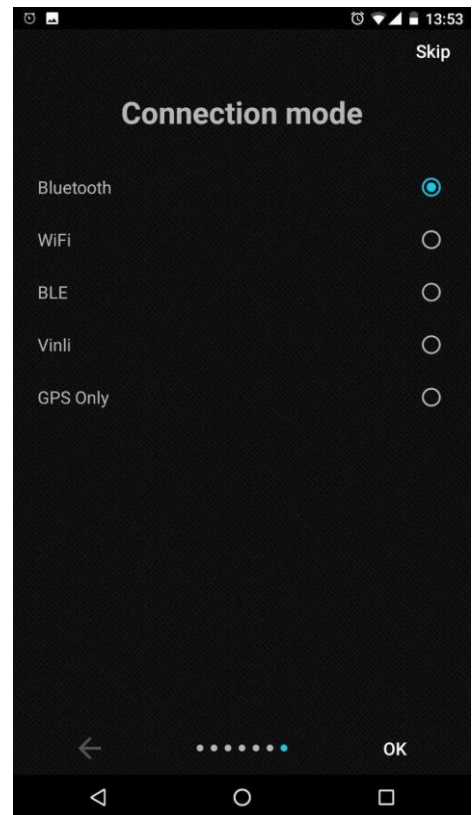 13:53
Skip
Connection mode
Bluetooth
WiFi
BLE
Vinli
GPS Only
OK